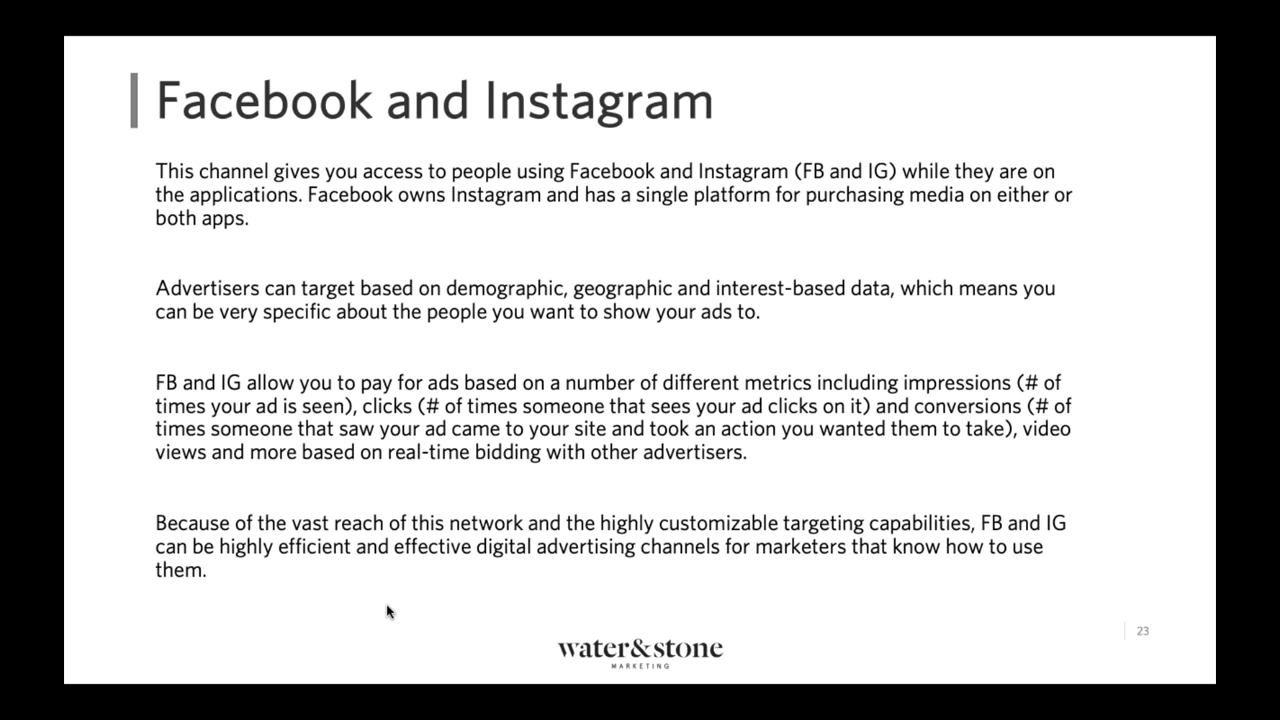 Facebook and Instagram
This channel gives you access to people using Facebook and Instagram (FB and IG) while they are on
the applications. Facebook owns Instagram and has a single platform for purchasing media on either or
both apps.
Advertisers can target based on demographic, geographic and interest-based data, which means you
can be very specific about the people you want to show your ads to.
FB and IG allow you to pay for ads based on a number of different metrics including impressions (# of
times your ad is seen), clicks (# of times someone that sees your ad clicks on it) and conversions (# of
times someone that saw your ad came to your site and took an action you wanted them to take), video
views and more based on real-time bidding with other advertisers.
Because of the vast reach of this network and the highly customizable targeting capabilities, FB and IG
can be highly efficient and effective digital advertising channels for marketers that know how to use
them.
23
water&stone
MARKETING